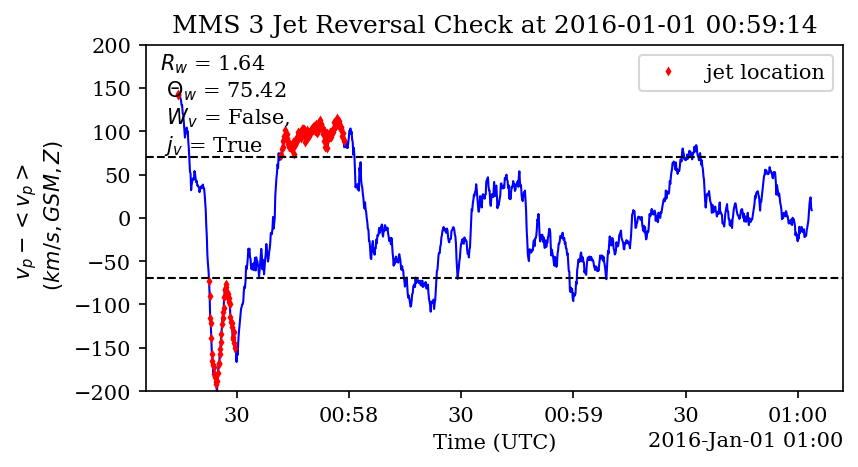 MMS 3 Jet Reversal Check at 2016-01-01 00:59:14
R_w = 1.64
Θ_w = 75.42
W_v = False,
j_v = True
jet location
v_p − < v_p >
(km/s, GSM, Z)
200
150
100
50
0
−50
−100
−150
−200
30
00:58
30
00:59
30
01:00
Time (UTC)
2016-Jan-01 01:00